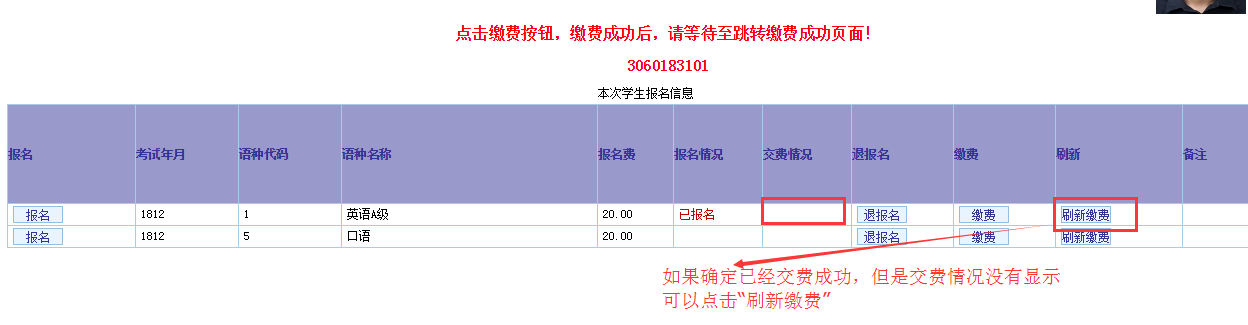 点击缴费按钮，缴费成功后，请等待至跳转缴费成功页面！
3060183101
本次学生报名信息
报名 考试年月 语种代码 语种名称 报名费 报名情况 交费情况 退报名 缴费 刷新 备注
报名 1812 1 英语A级 20.00 已报名 退报名 缴费 刷新缴费
报名 1812 5 口语 20.00 退报名 缴费 刷新缴费
如果确定已经交费成功，但是交费情况没有显示
可以点击“刷新缴费”